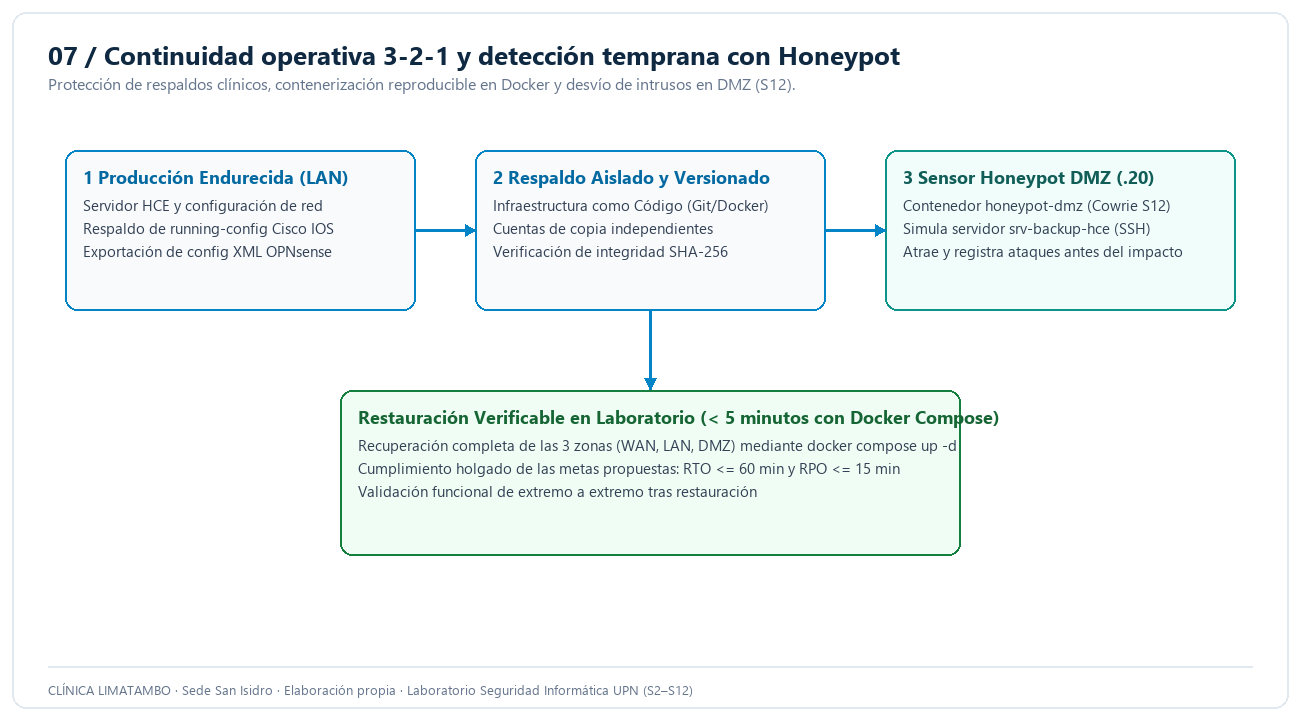 07 / Continuidad operativa 3-2-1 y detección temprana con Honeypot
Protección de respaldos clínicos, contenerización reproducible en Docker y desvío de intrusos en DMZ (S12).
1 Producción Endurecida (LAN)
Servidor HCE y configuración de red
Respaldo de running-config Cisco IOS
Exportación de config XML OPNsense
2 Respaldo Aislado y Versionado
Infraestructura como Código (Git/Docker)
Cuentas de copia independientes
Verificación de integridad SHA-256
3 Sensor Honeypot DMZ (.20)
Contenedor honeypot-dmz (Cowrie S12)
Simula servidor srv-backup-hce (SSH)
Atrae y registra ataques antes del impacto
Restauración Verificable en Laboratorio (< 5 minutos con Docker Compose)
Recuperación completa de las 3 zonas (WAN, LAN, DMZ) mediante docker compose up -d
Cumplimiento holgado de las metas propuestas: RTO <= 60 min y RPO <= 15 min
Validación funcional de extremo a extremo tras restauración
CLÍNICA LIMATAMBO · Sede San Isidro · Elaboración propia · Laboratorio Seguridad Informática UPN (S2–S12)